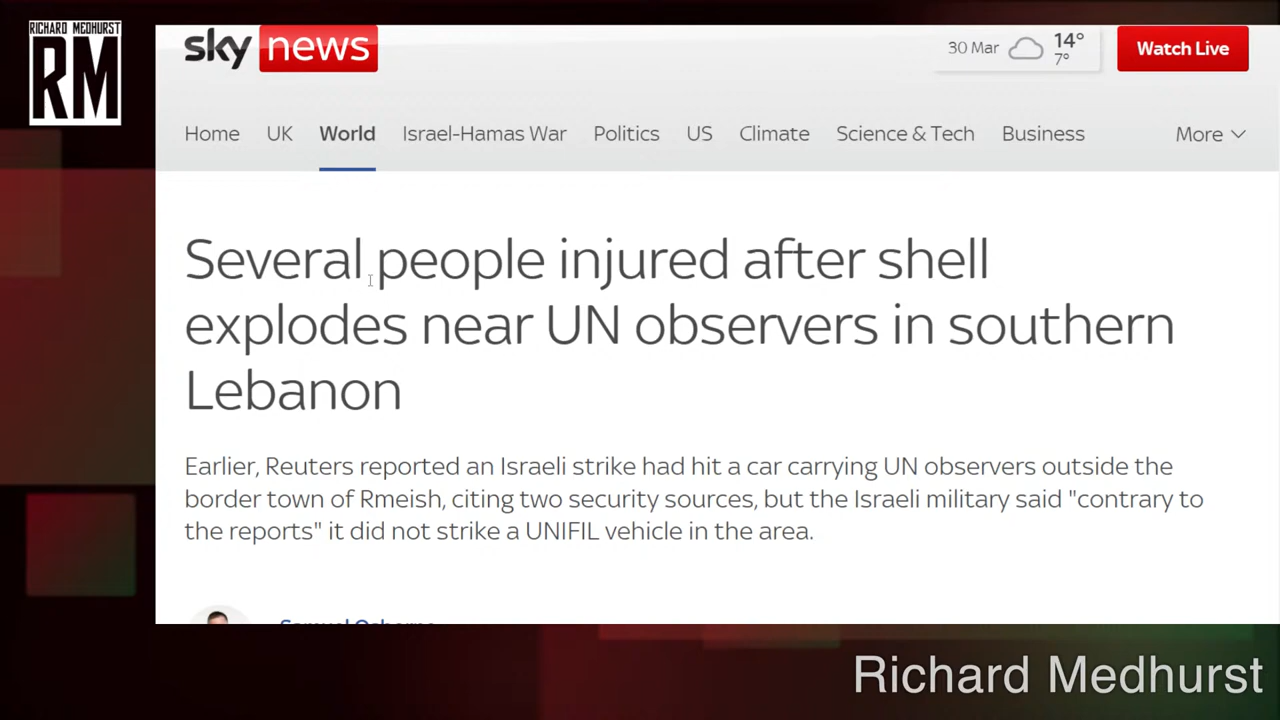 RICHARD MEDHURST
RM
sky news
30 Mar 14° 7°
Watch Live
Home UK World Israel-Hamas War Politics US Climate Science & Tech Business More
Several people injured after shell
explodes near UN observers in southern
Lebanon
Earlier, Reuters reported an Israeli strike had hit a car carrying UN observers outside the
border town of Rmeish, citing two security sources, but the Israeli military said "contrary to
the reports" it did not strike a UNIFIL vehicle in the area.
Samuel Osborne
Richard Medhurst